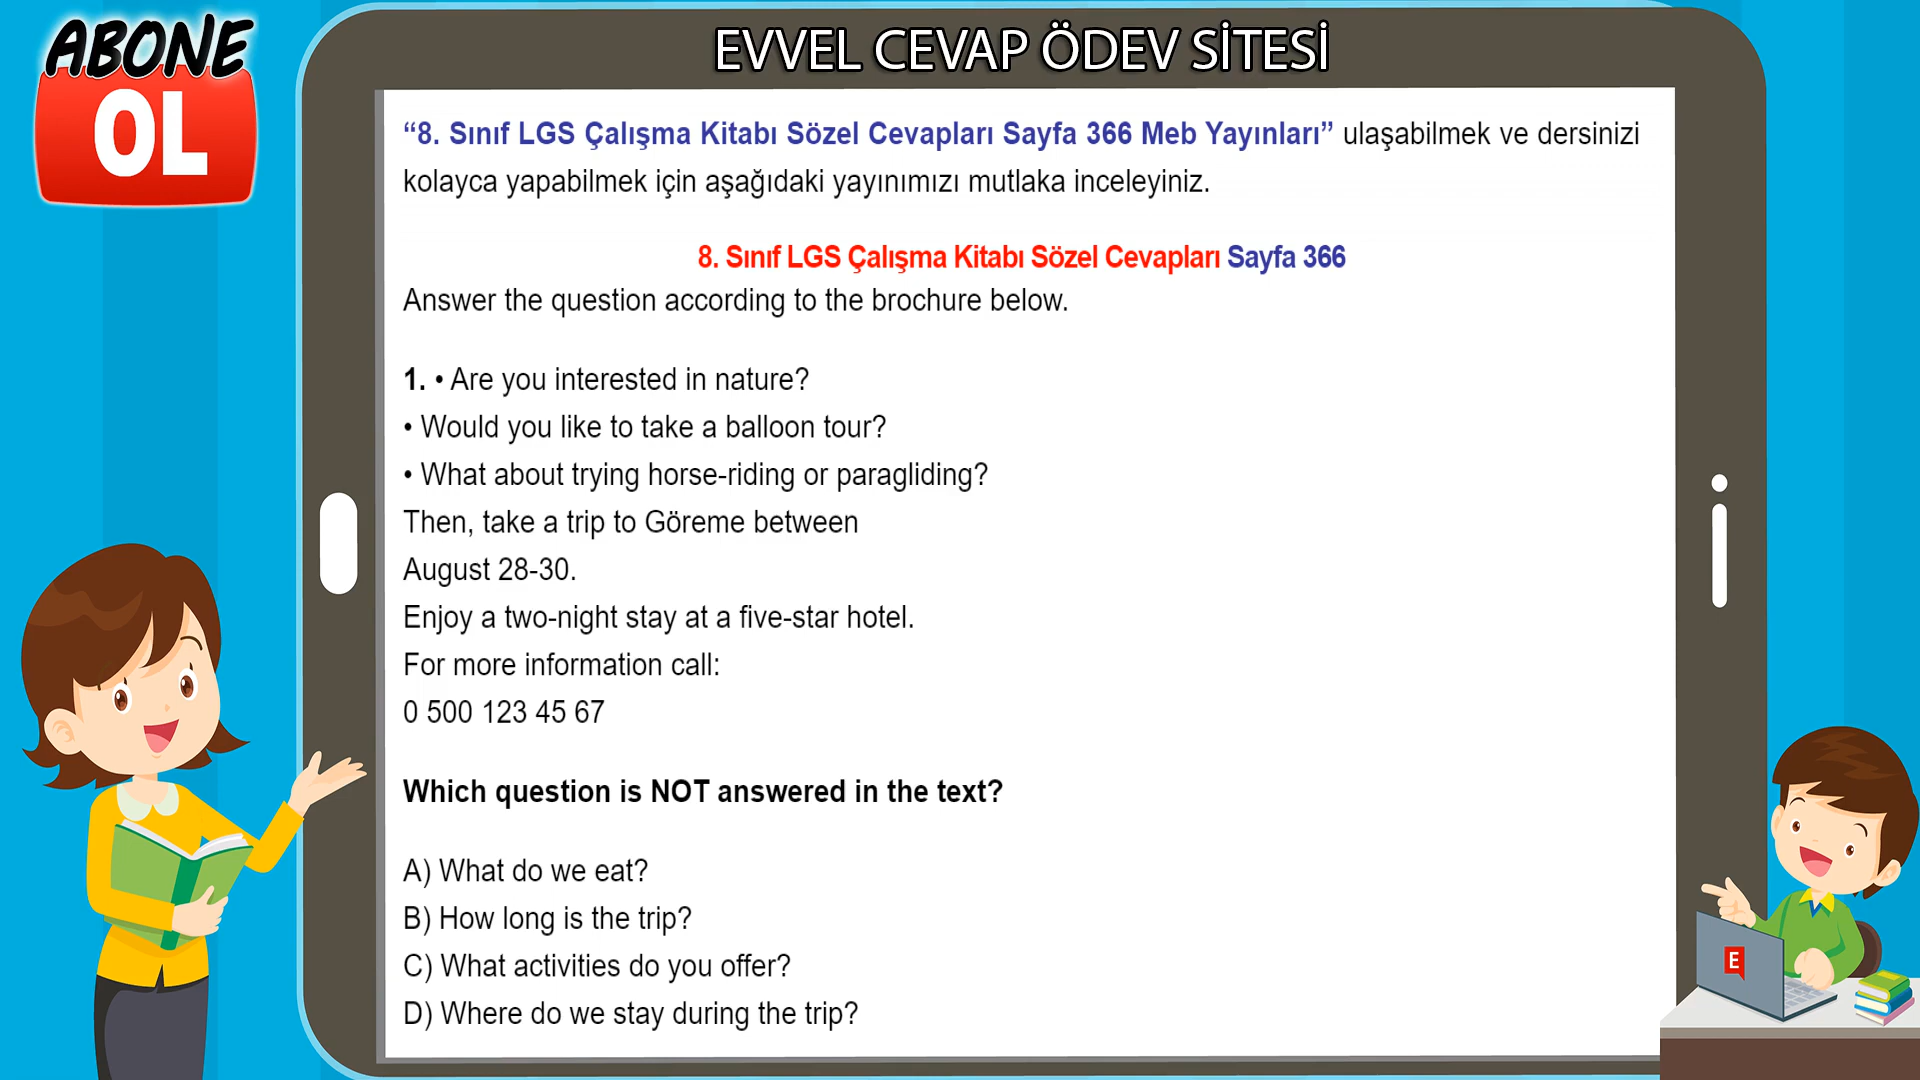 ABONE
OL
EVVEL CEVAP ÖDEV SİTESİ
“8. Sınıf LGS Çalışma Kitabı Sözel Cevapları Sayfa 366 Meb Yayınları” ulaşabilmek ve dersinizi
kolayca yapabilmek için aşağıdaki yayınımızı mutlaka inceleyiniz.
8. Sınıf LGS Çalışma Kitabı Sözel Cevapları Sayfa 366
Answer the question according to the brochure below.
1. • Are you interested in nature?
• Would you like to take a balloon tour?
• What about trying horse-riding or paragliding?
Then, take a trip to Göreme between
August 28-30.
Enjoy a two-night stay at a five-star hotel.
For more information call:
0 500 123 45 67
Which question is NOT answered in the text?
A) What do we eat?
B) How long is the trip?
C) What activities do you offer?
D) Where do we stay during the trip?
E